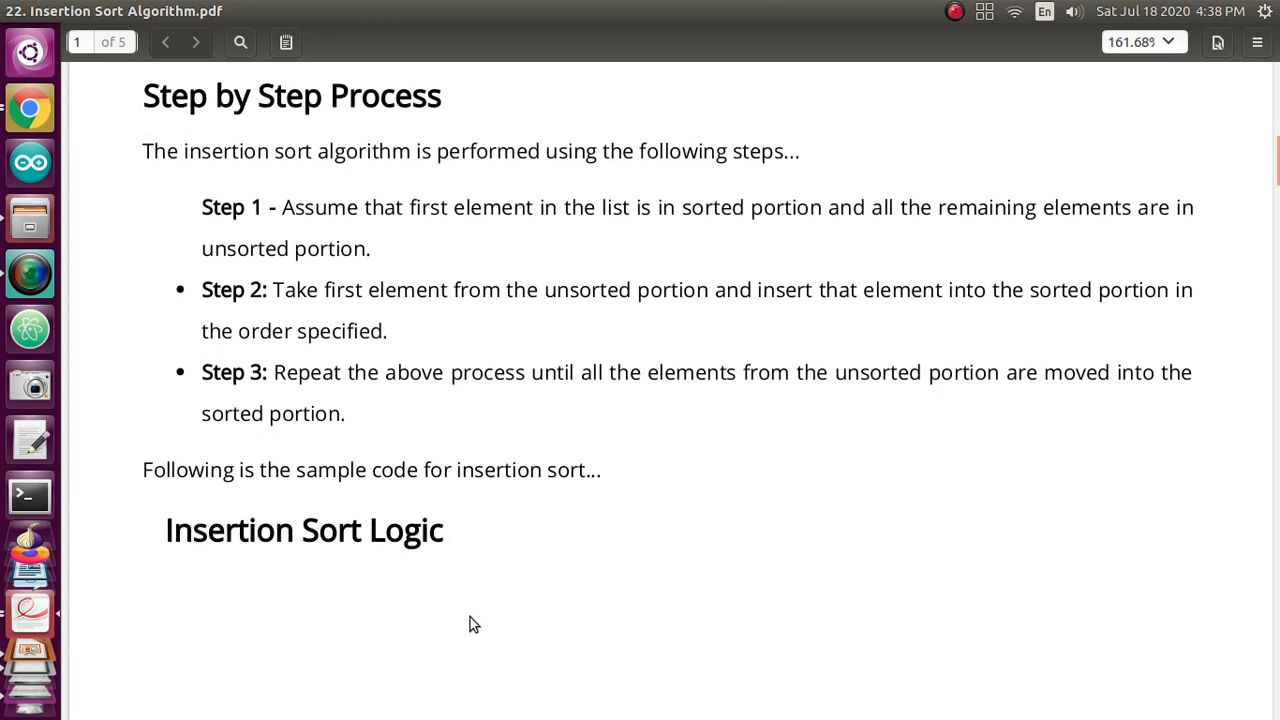 22. Insertion Sort Algorithm.pdf
En
Sat Jul 18 2020 4:38 PM
1 of 5
161.68%
Step by Step Process
The insertion sort algorithm is performed using the following steps...
Step 1 - Assume that first element in the list is in sorted portion and all the remaining elements are in
unsorted portion.
• Step 2: Take first element from the unsorted portion and insert that element into the sorted portion in
the order specified.
• Step 3: Repeat the above process until all the elements from the unsorted portion are moved into the
sorted portion.
Following is the sample code for insertion sort...
Insertion Sort Logic